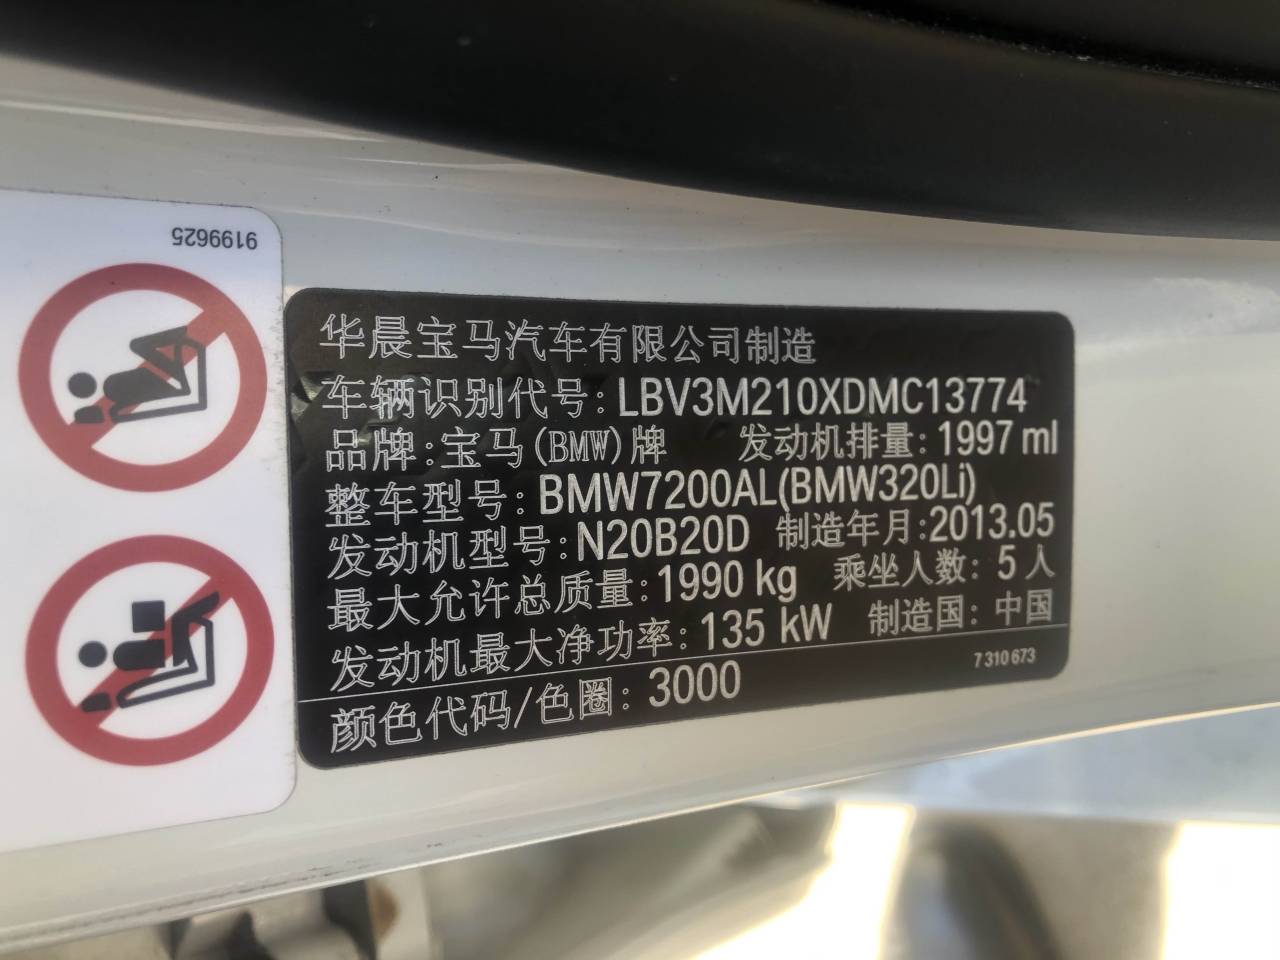 9199625
华晨宝马汽车有限公司制造
车辆识别代号: LBV3M210XDMC13774
品牌:宝马(BMW)牌 发动机排量: 1997 ml
整车型号: BMW7200AL(BMW320Li)
发动机型号: N20B20D 制造年月:2013.05
最大允许总质量: 1990 kg 乘坐人数: 5 人
发动机最大净功率: 135 kW 制造国: 中国
7 310 673
颜色代码/色圈: 3000